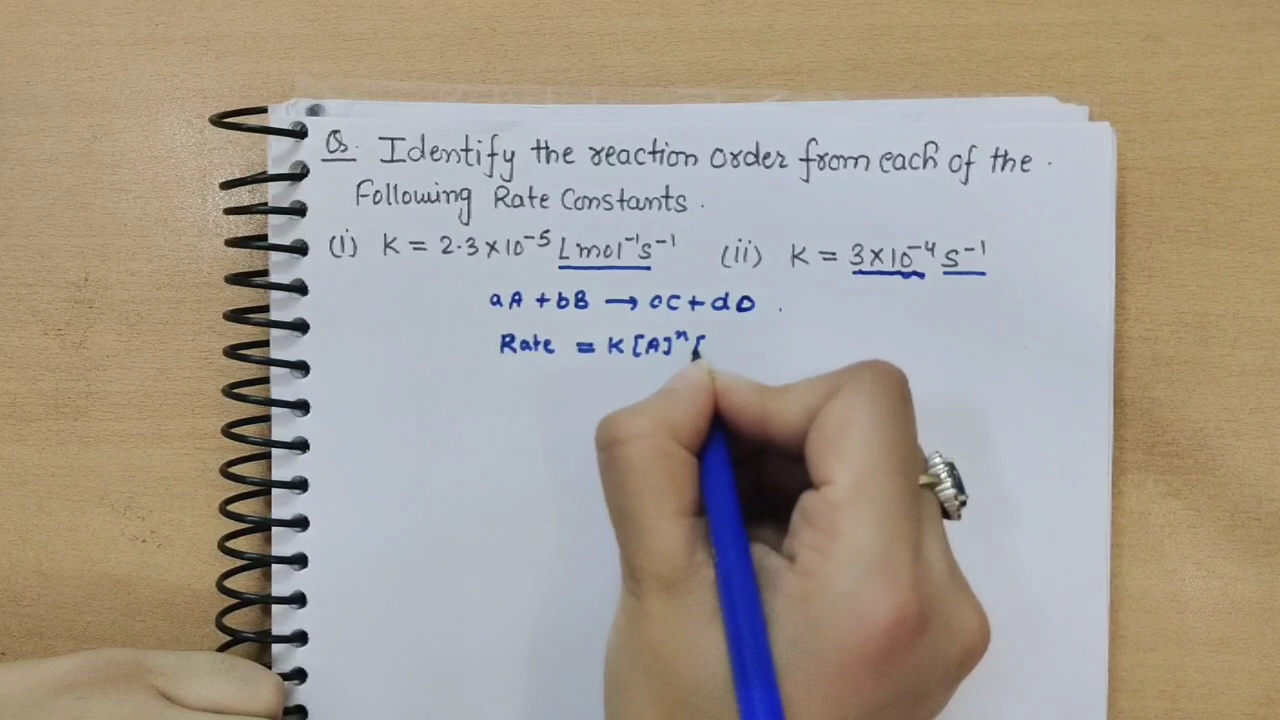 Q. Identify the reaction order from each of the
Following Rate Constants.
(i) K = 2.3×10⁻⁵ L mol⁻¹ s⁻¹ (ii) K = 3×10⁻⁴ s⁻¹
aA + bB → cC + dD
Rate = K [A]ⁿ [